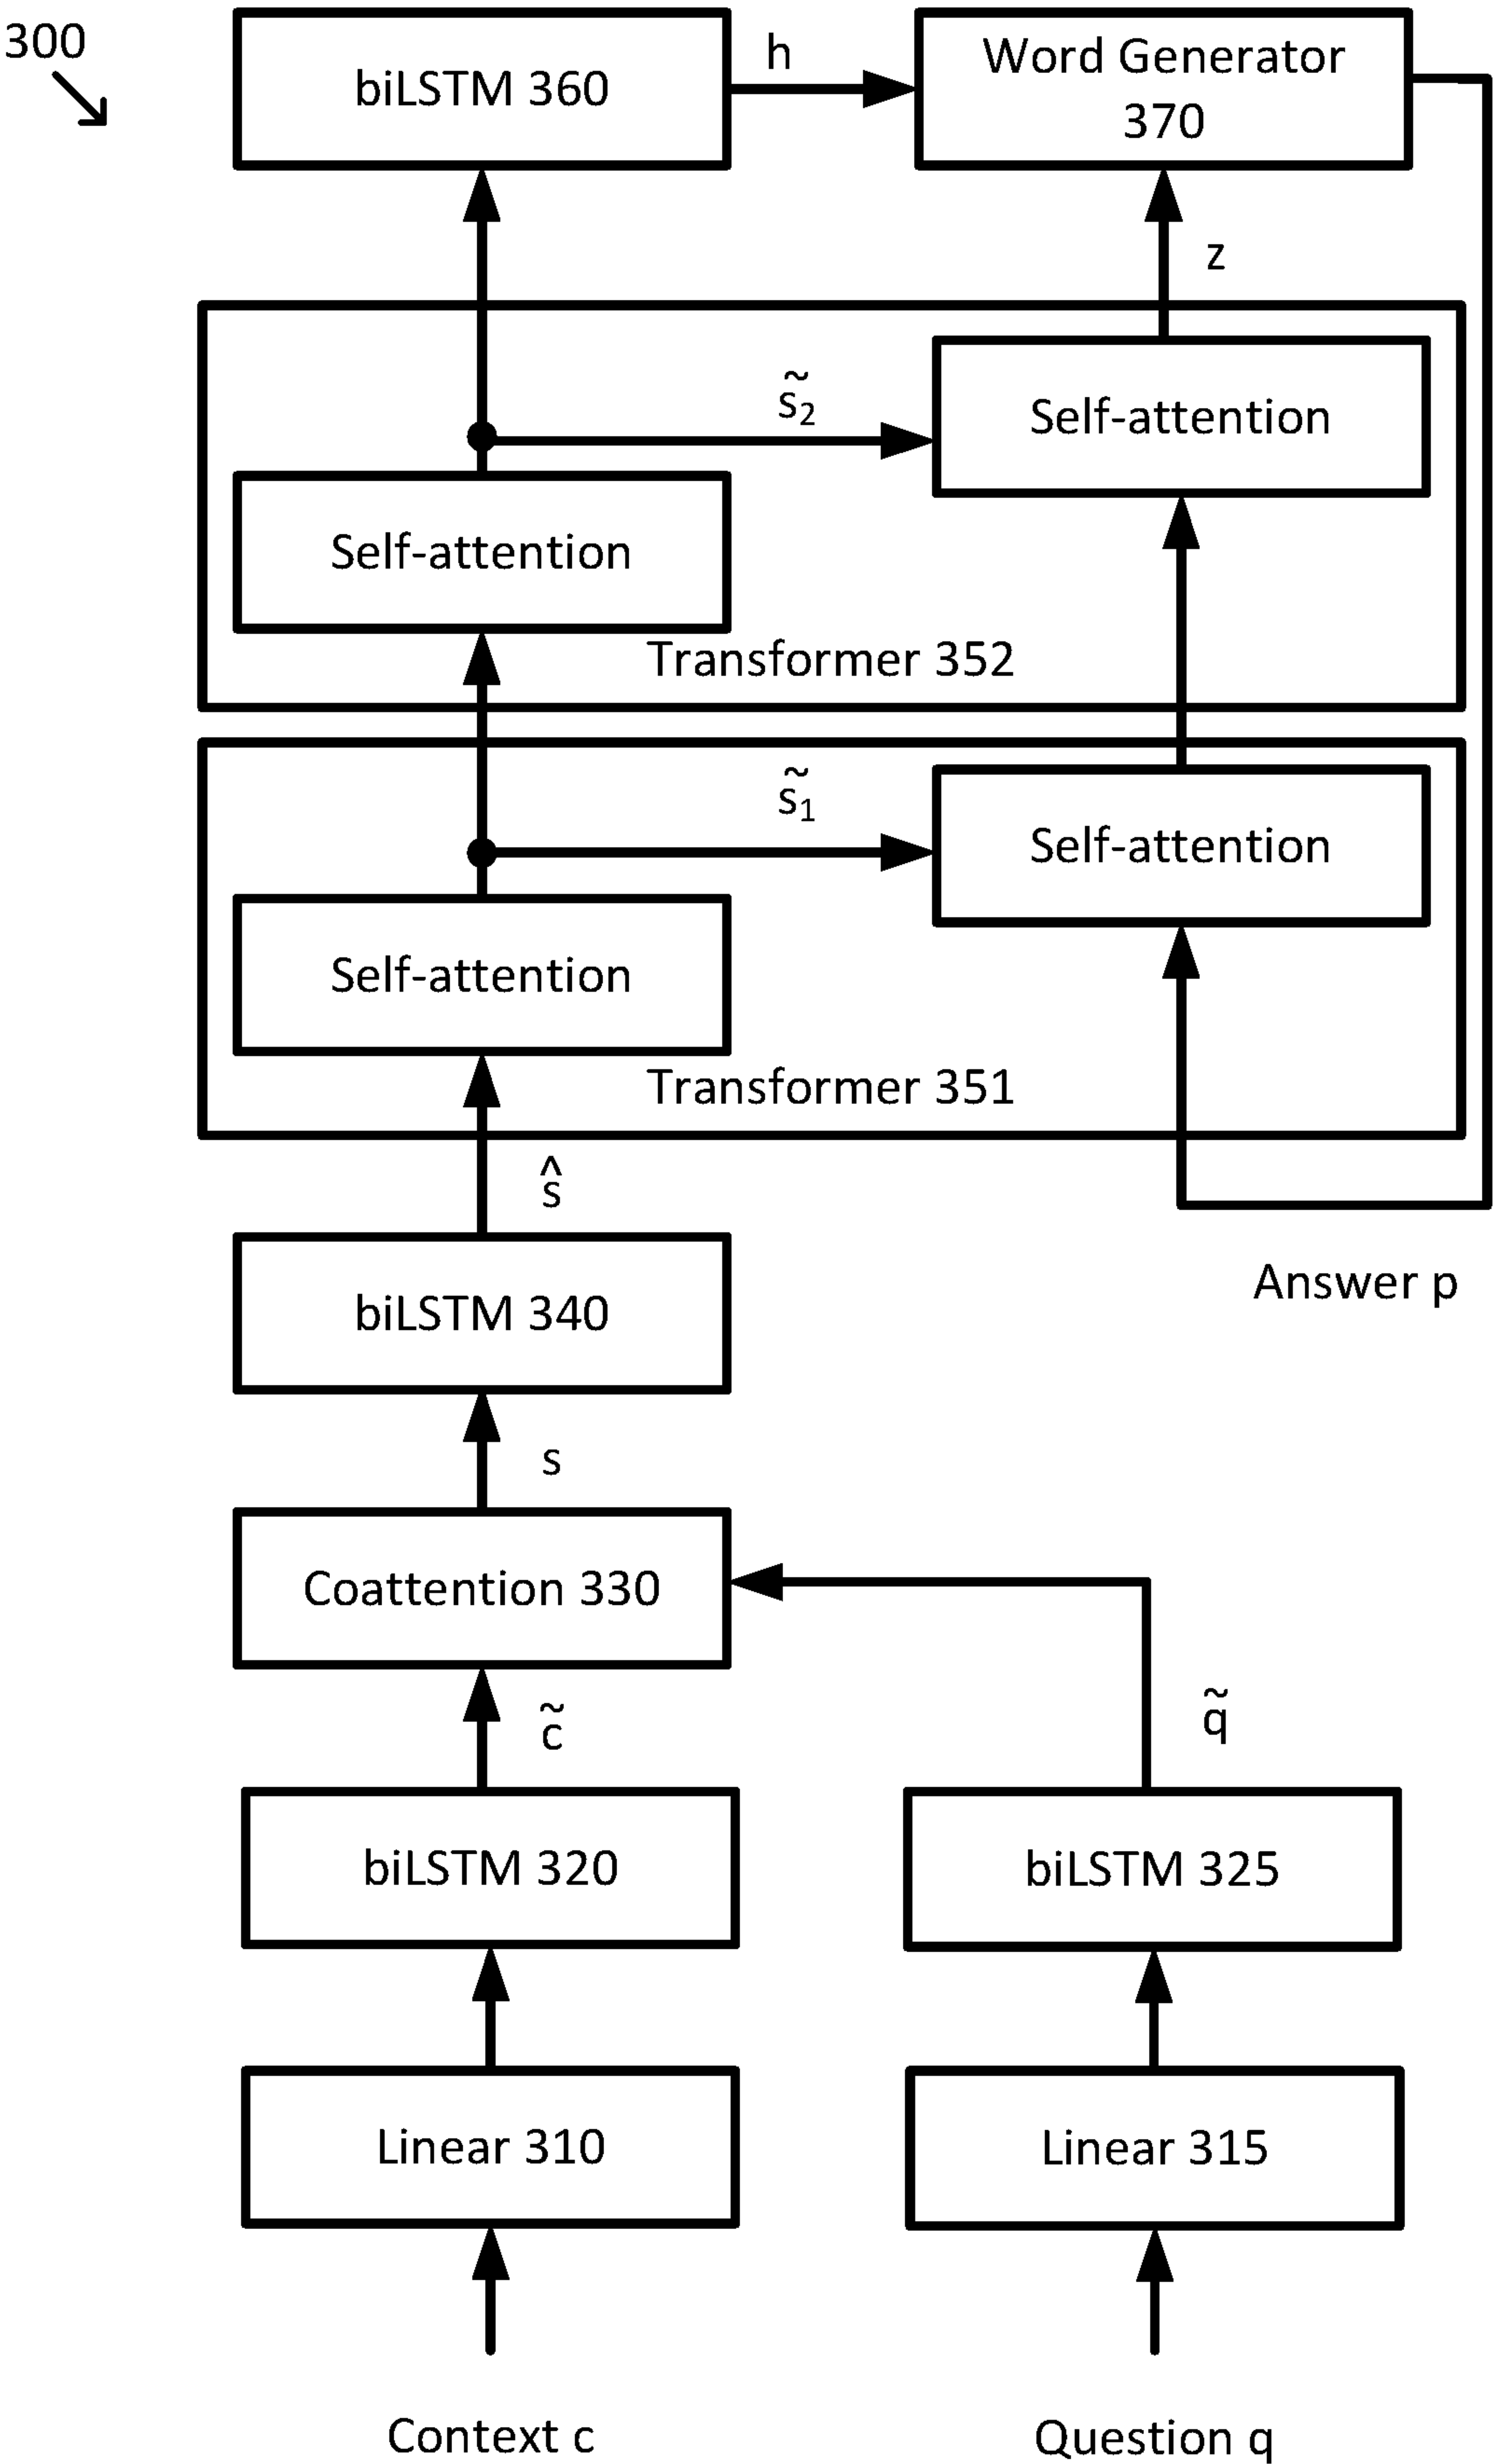 300
biLSTM 360
h
Word Generator
370
z
s̃₂
Self-attention
Self-attention
Transformer 352
s̃₁
Self-attention
Self-attention
Transformer 351
ŝ
biLSTM 340
Answer p
s
Coattention 330
c̃
q̃
biLSTM 320
biLSTM 325
Linear 310
Linear 315
Context c
Question q